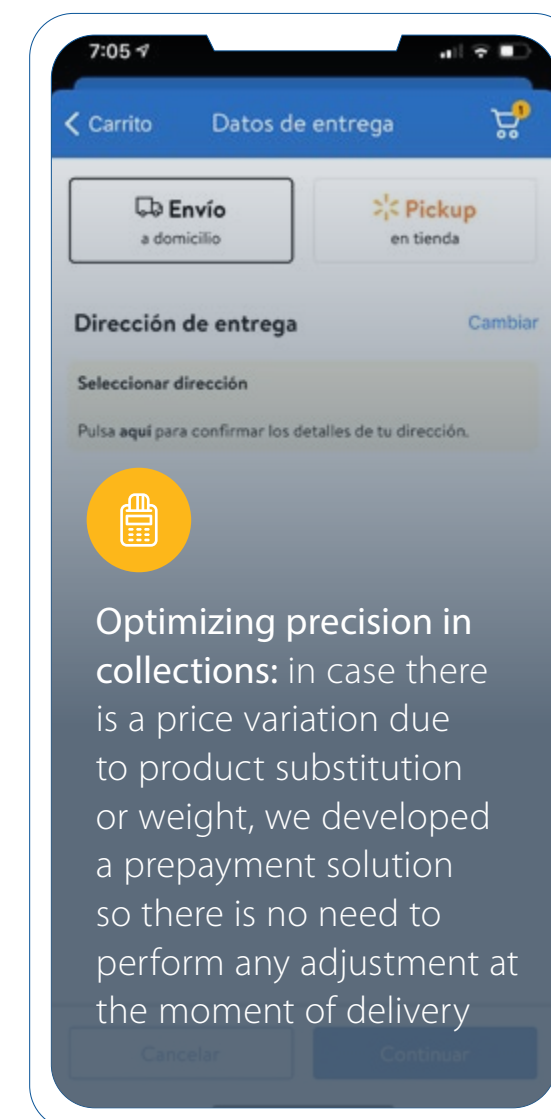 7:05
Carrito Datos de entrega 1
Envío Pickup
a domicilio en tienda
Dirección de entrega Cambiar
Seleccionar dirección
Pulsa aquí para confirmar los detalles de tu dirección.
Optimizing precision in
collections: in case there
is a price variation due
to product substitution
or weight, we developed
a prepayment solution
so there is no need to
perform any adjustment at
the moment of delivery
Cancelar Continuar